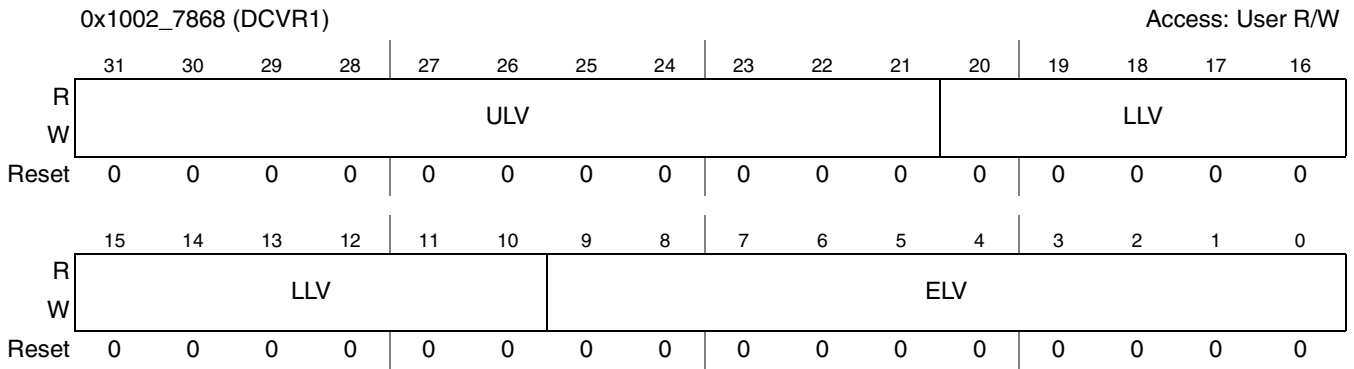 0x1002_7868 (DCVR1) Access: User R/W
31 30 29 28 27 26 25 24 23 22 21 20 19 18 17 16
R
ULV LLV
W
Reset 0 0 0 0 0 0 0 0 0 0 0 0 0 0 0 0
15 14 13 12 11 10 9 8 7 6 5 4 3 2 1 0
R
LLV ELV
W
Reset 0 0 0 0 0 0 0 0 0 0 0 0 0 0 0 0